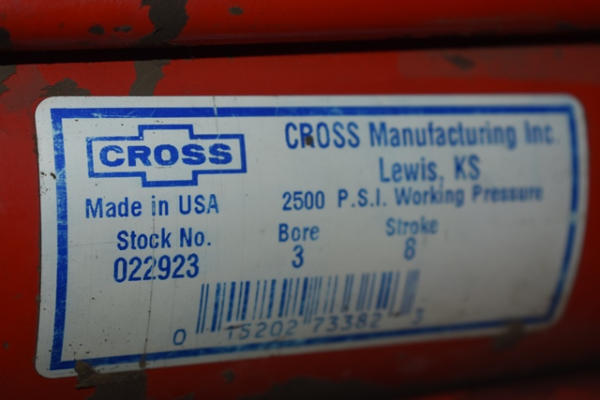 CROSS
CROSS Manufacturing Inc.
Lewis, KS
Made in USA
2500 P.S.I. Working Pressure
Stock No.
022923
Bore
3
Stroke
8
0 15202 73382 3